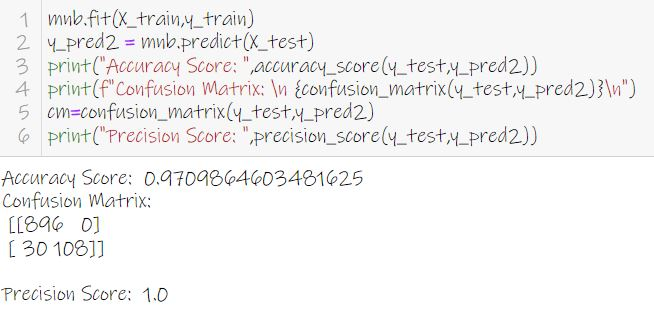 1 mnb.fit(X_train,y_train)
2 y_pred2 = mnb.predict(X_test)
3 print("Accuracy Score: ",accuracy_score(y_test,y_pred2))
4 print(f"Confusion Matrix: \n {confusion_matrix(y_test,y_pred2)}\n")
5 cm=confusion_matrix(y_test,y_pred2)
6 print("Precision Score: ",precision_score(y_test,y_pred2))
Accuracy Score: 0.9709864603481625
Confusion Matrix:
[[896 0]
[ 30 108]]
Precision Score: 1.0